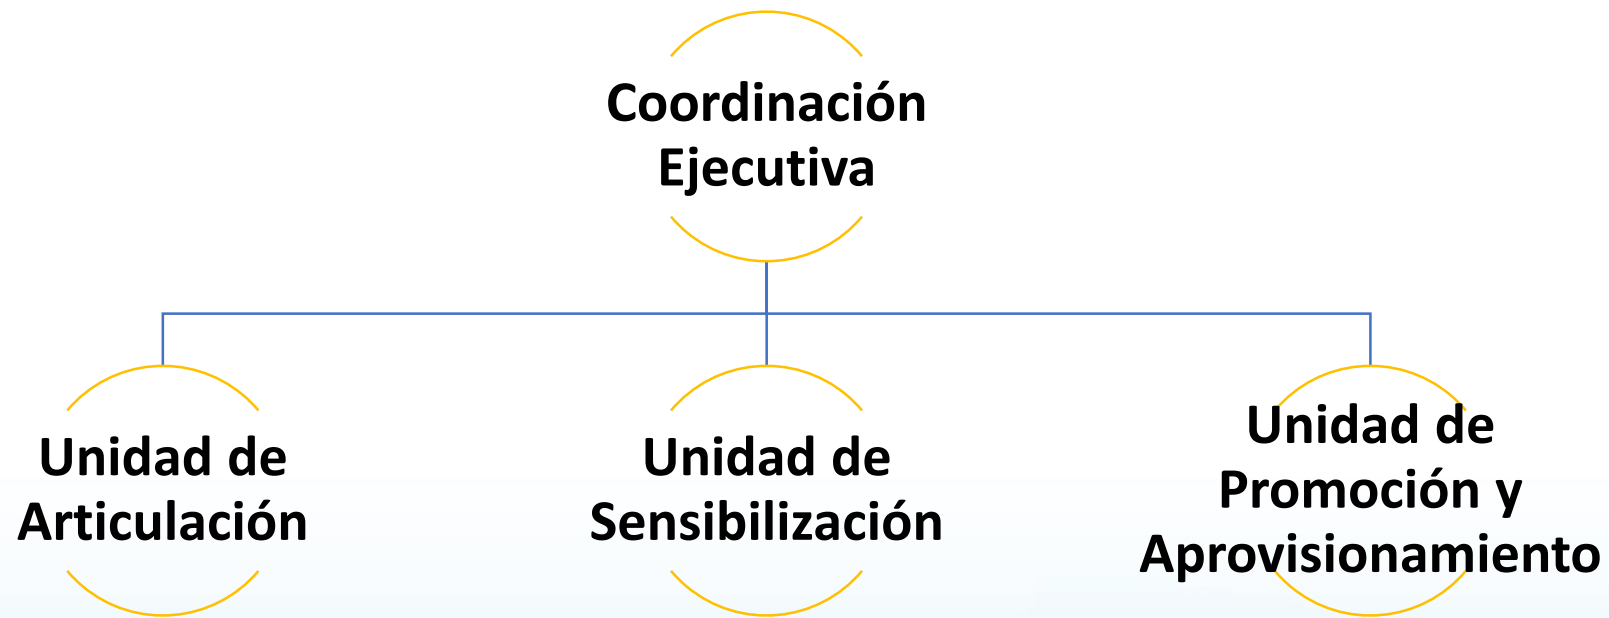 Coordinación
Ejecutiva
Unidad de
Articulación
Unidad de
Sensibilización
Unidad de
Promoción y
Aprovisionamiento